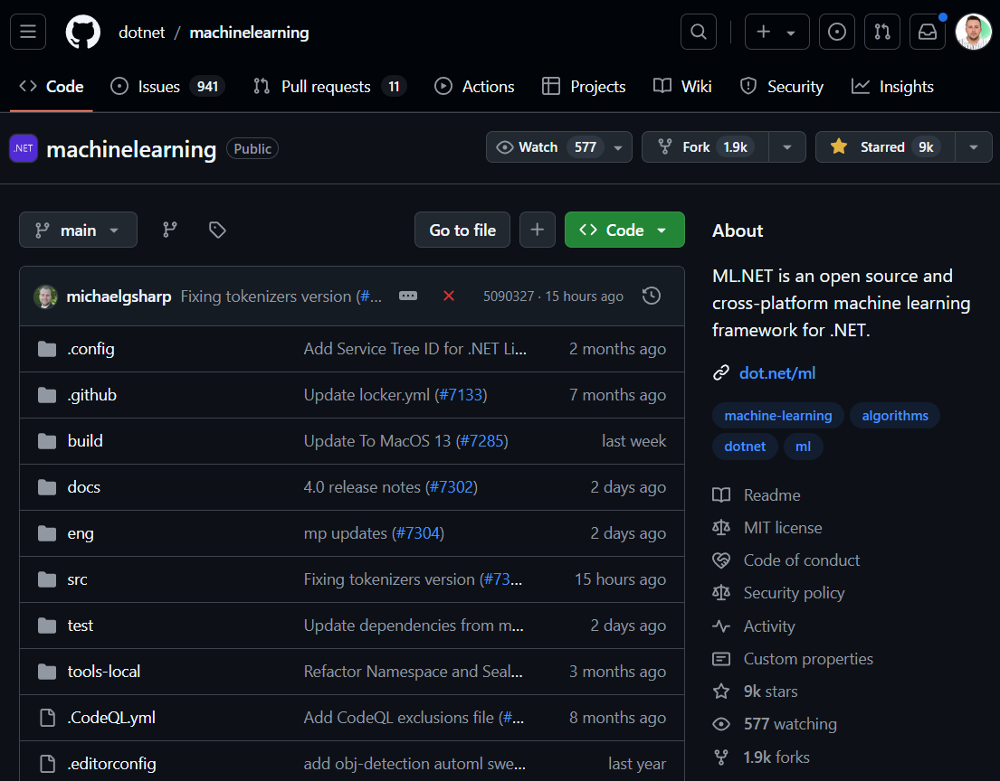 dotnet / machinelearning
Code Issues 941 Pull requests 11 Actions Projects Wiki Security Insights
.NET machinelearning Public Watch 577 Fork 1.9k Starred 9k
main Go to file + Code
michaelgsharp Fixing tokenizers version (#... 5090327 · 15 hours ago
.config Add Service Tree ID for .NET Li... 2 months ago
.github Update locker.yml (#7133) 7 months ago
build Update To MacOS 13 (#7285) last week
docs 4.0 release notes (#7302) 2 days ago
eng mp updates (#7304) 2 days ago
src Fixing tokenizers version (#73... 15 hours ago
test Update dependencies from m... 2 days ago
tools-local Refactor Namespace and Seal... 3 months ago
.CodeQL.yml Add CodeQL exclusions file (#... 8 months ago
.editorconfig add obj-detection automl swe... last year
About
ML.NET is an open source and
cross-platform machine learning
framework for .NET.
dot.net/ml
machine-learning algorithms
dotnet ml
Readme
MIT license
Code of conduct
Security policy
Activity
Custom properties
9k stars
577 watching
1.9k forks